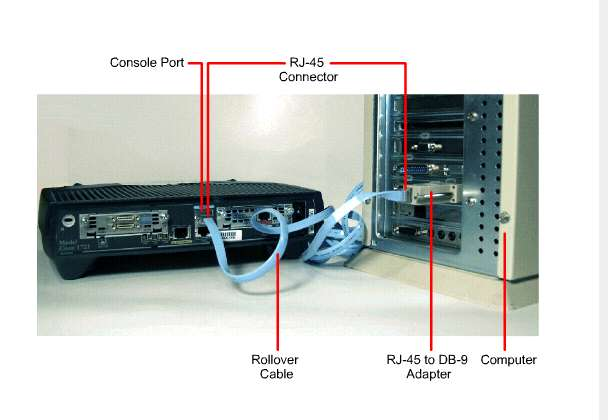 Console Port
RJ-45
Connector
Rollover
Cable
RJ-45 to DB-9
Adapter
Computer